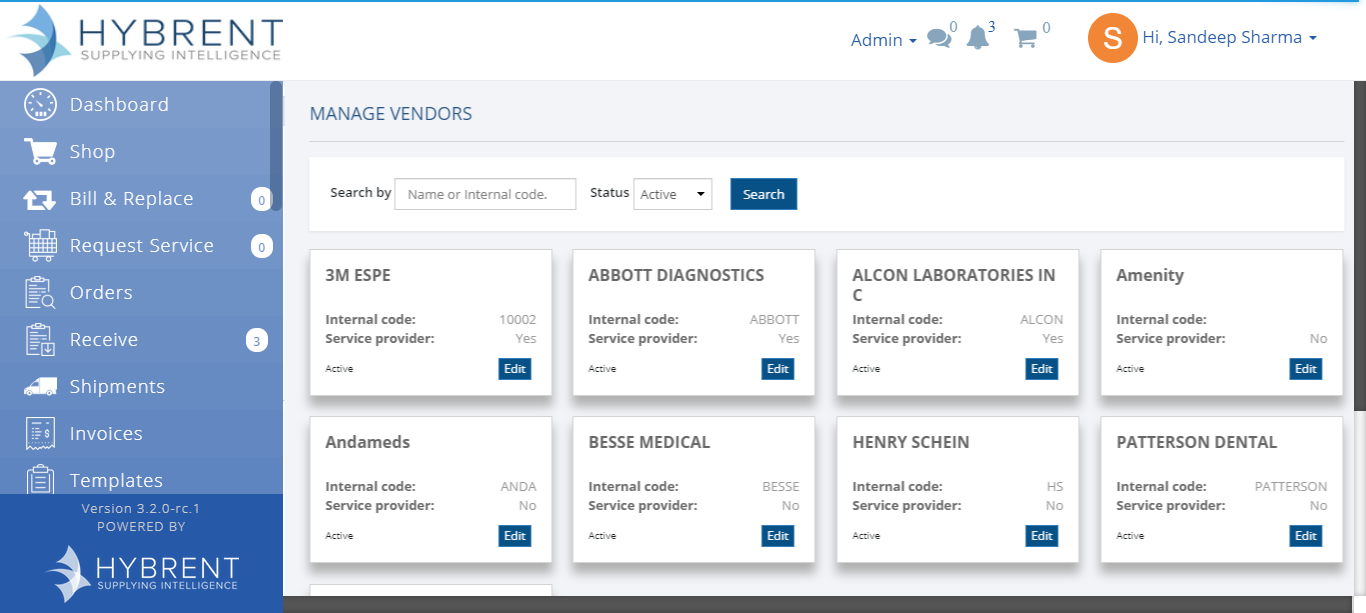 HYBRENT
SUPPLYING INTELLIGENCE
Admin
0
3
0
S
Hi, Sandeep Sharma
Dashboard
Shop
Bill & Replace 0
Request Service 0
Orders
Receive 3
Shipments
Invoices
Templates
Version 3.2.0-rc.1
POWERED BY
HYBRENT
SUPPLYING INTELLIGENCE
MANAGE VENDORS
Search by Name or Internal code. Status Active Search
3M ESPE
Internal code: 10002
Service provider: Yes
Active Edit
ABBOTT DIAGNOSTICS
Internal code: ABBOTT
Service provider: Yes
Active Edit
ALCON LABORATORIES IN
C
Internal code: ALCON
Service provider: Yes
Active Edit
Amenity
Internal code:
Service provider: No
Active Edit
Andameds
Internal code: ANDA
Service provider: No
Active Edit
BESSE MEDICAL
Internal code: BESSE
Service provider: No
Active Edit
HENRY SCHEIN
Internal code: HS
Service provider: No
Active Edit
PATTERSON DENTAL
Internal code: PATTERSON
Service provider: No
Active Edit